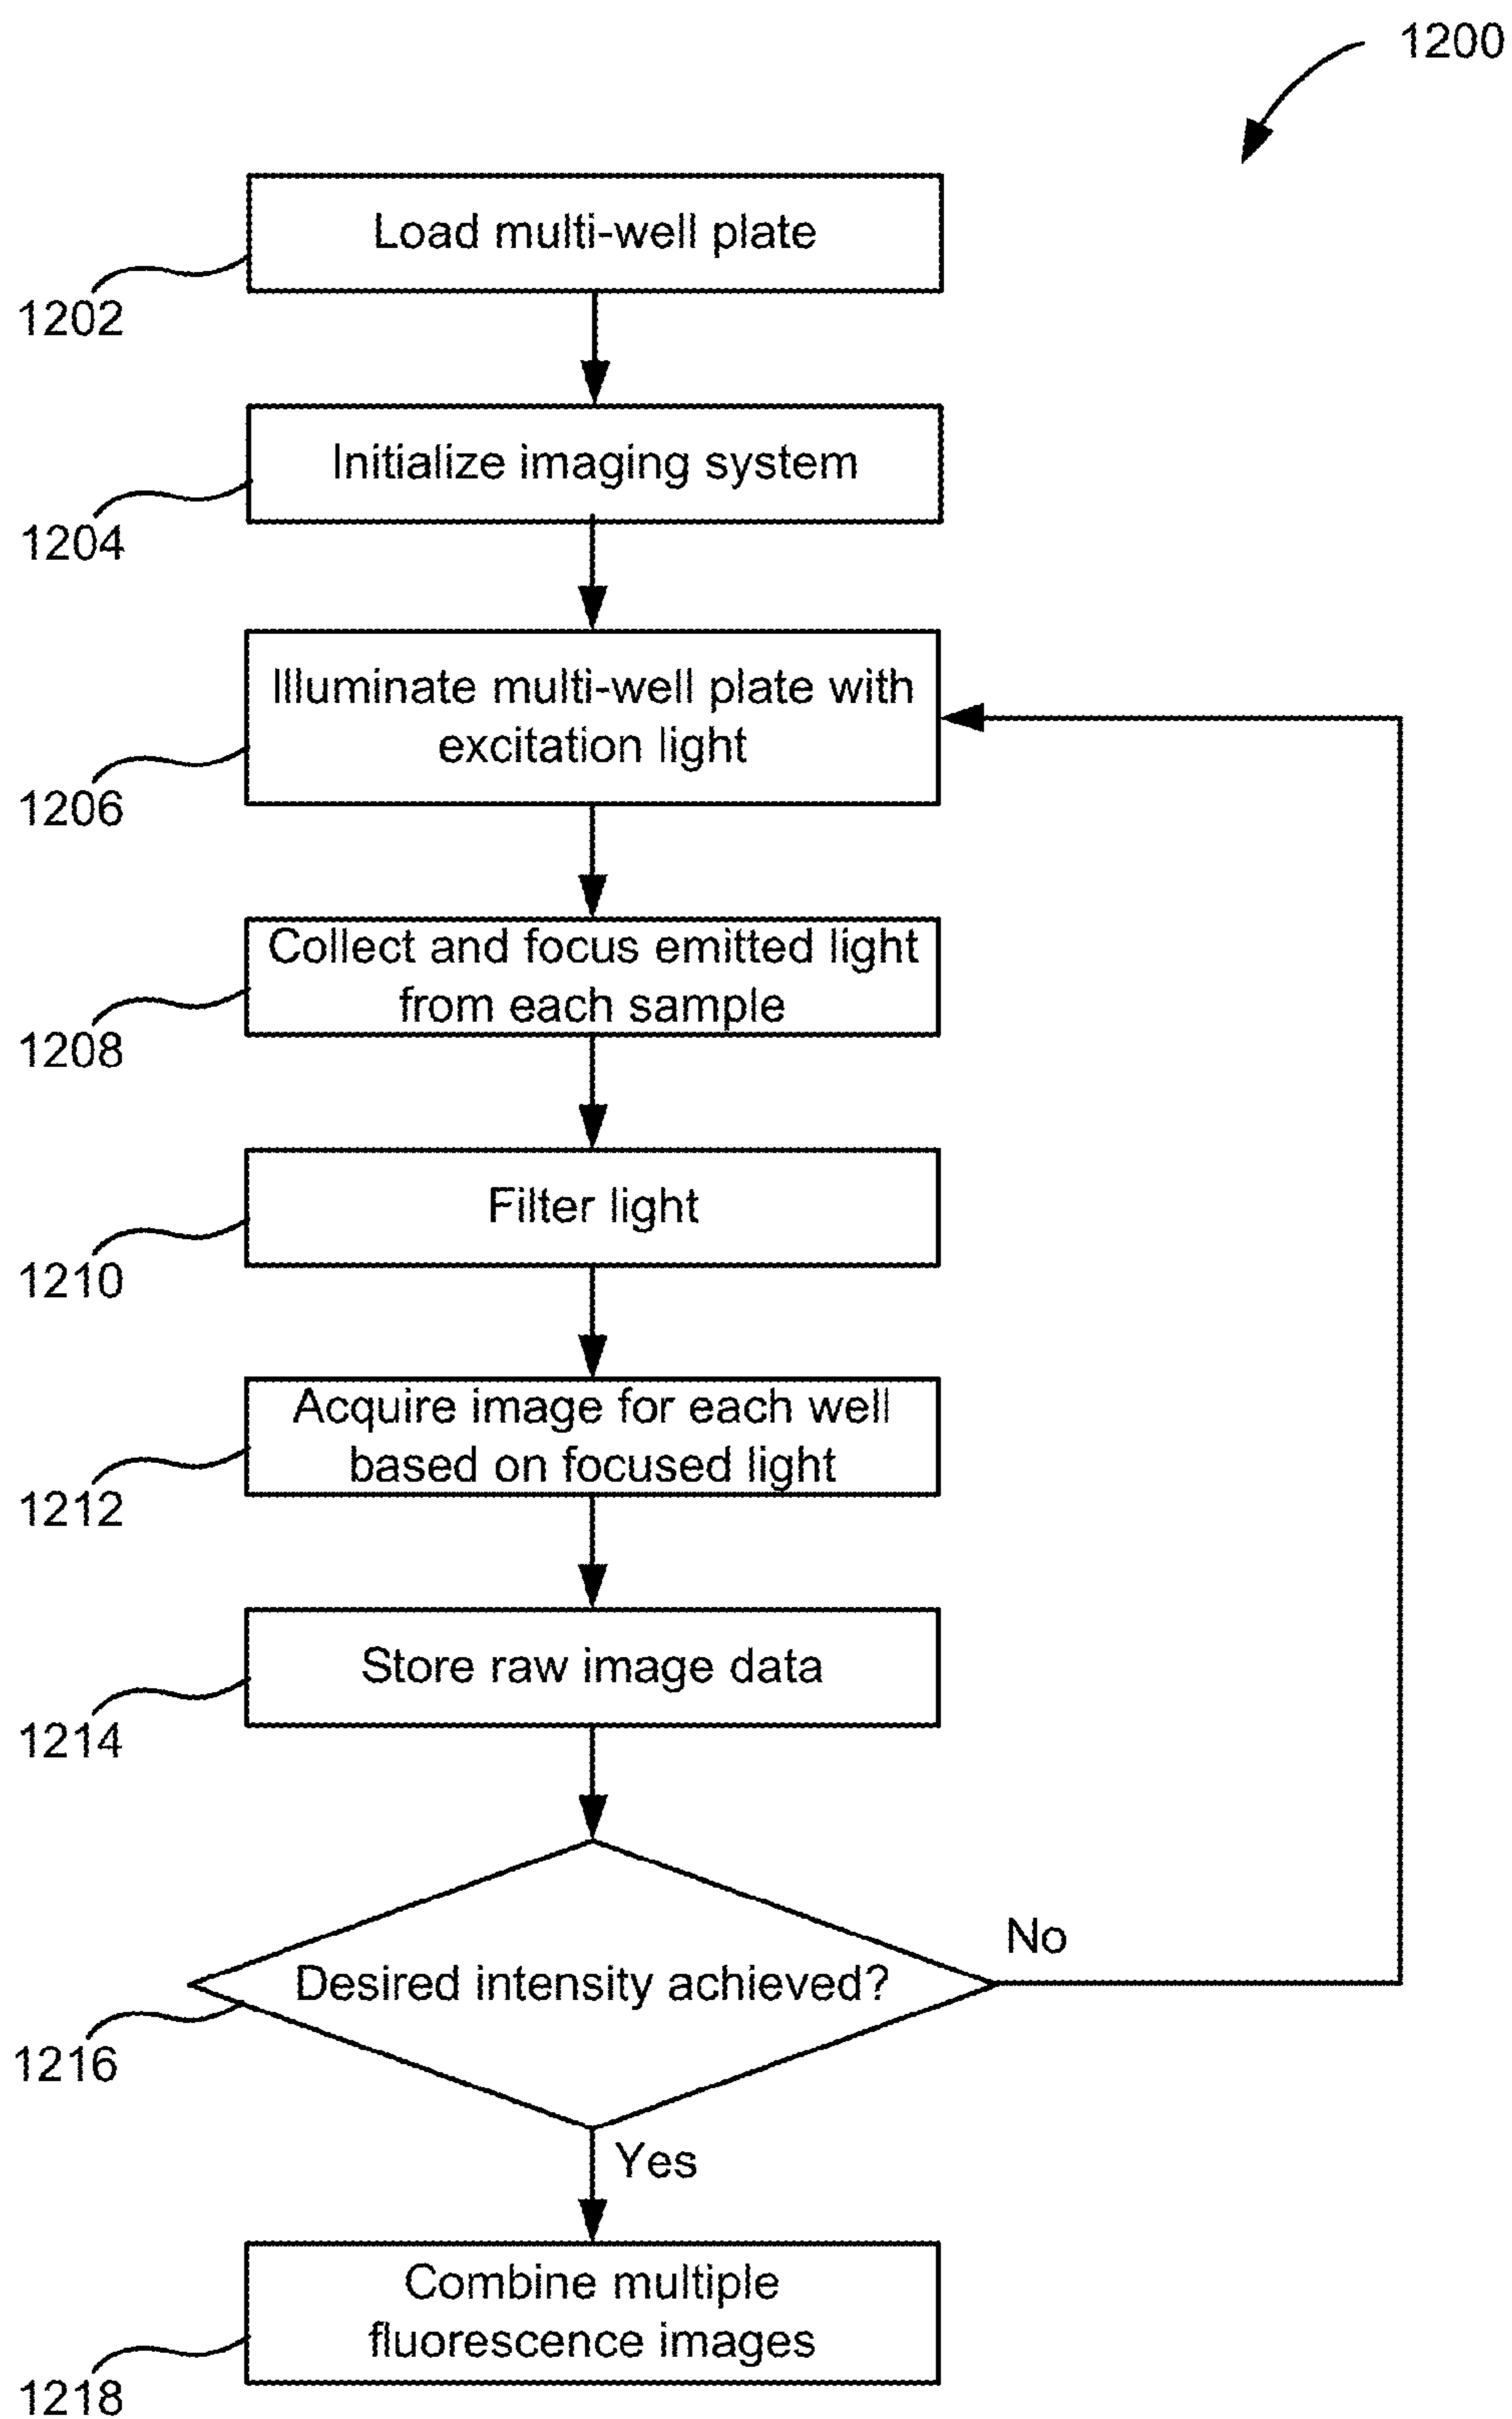 1200
Load multi-well plate
1202
Initialize imaging system
1204
Illuminate multi-well plate with
excitation light
1206
Collect and focus emitted light
from each sample
1208
Filter light
1210
Acquire image for each well
based on focused light
1212
Store raw image data
1214
No
Desired intensity achieved?
1216
Yes
Combine multiple
fluorescence images
1218